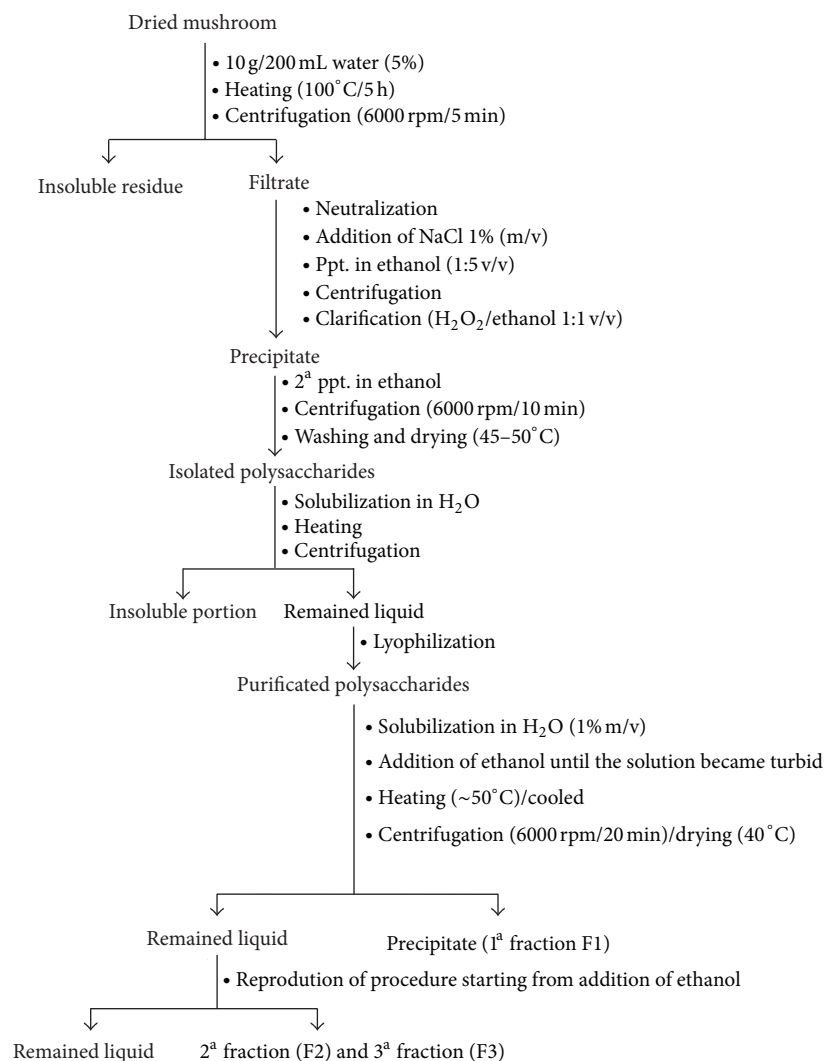 Dried mushroom
• 10 g/200 mL water (5%)
• Heating (100°C/5 h)
• Centrifugation (6000 rpm/5 min)
Insoluble residue
Filtrate
• Neutralization
• Addition of NaCl 1% (m/v)
• Ppt. in ethanol (1:5 v/v)
• Centrifugation
• Clarification (H₂O₂/ethanol 1:1 v/v)
Precipitate
• 2ª ppt. in ethanol
• Centrifugation (6000 rpm/10 min)
• Washing and drying (45–50°C)
Isolated polysaccharides
• Solubilization in H₂O
• Heating
• Centrifugation
Insoluble portion
Remained liquid
• Lyophilization
Purificated polysaccharides
• Solubilization in H₂O (1% m/v)
• Addition of ethanol until the solution became turbid
• Heating (~50°C)/cooled
• Centrifugation (6000 rpm/20 min)/drying (40°C)
Remained liquid
Precipitate (1ª fraction F1)
• Reprodution of procedure starting from addition of ethanol
Remained liquid
2ª fraction (F2) and 3ª fraction (F3)